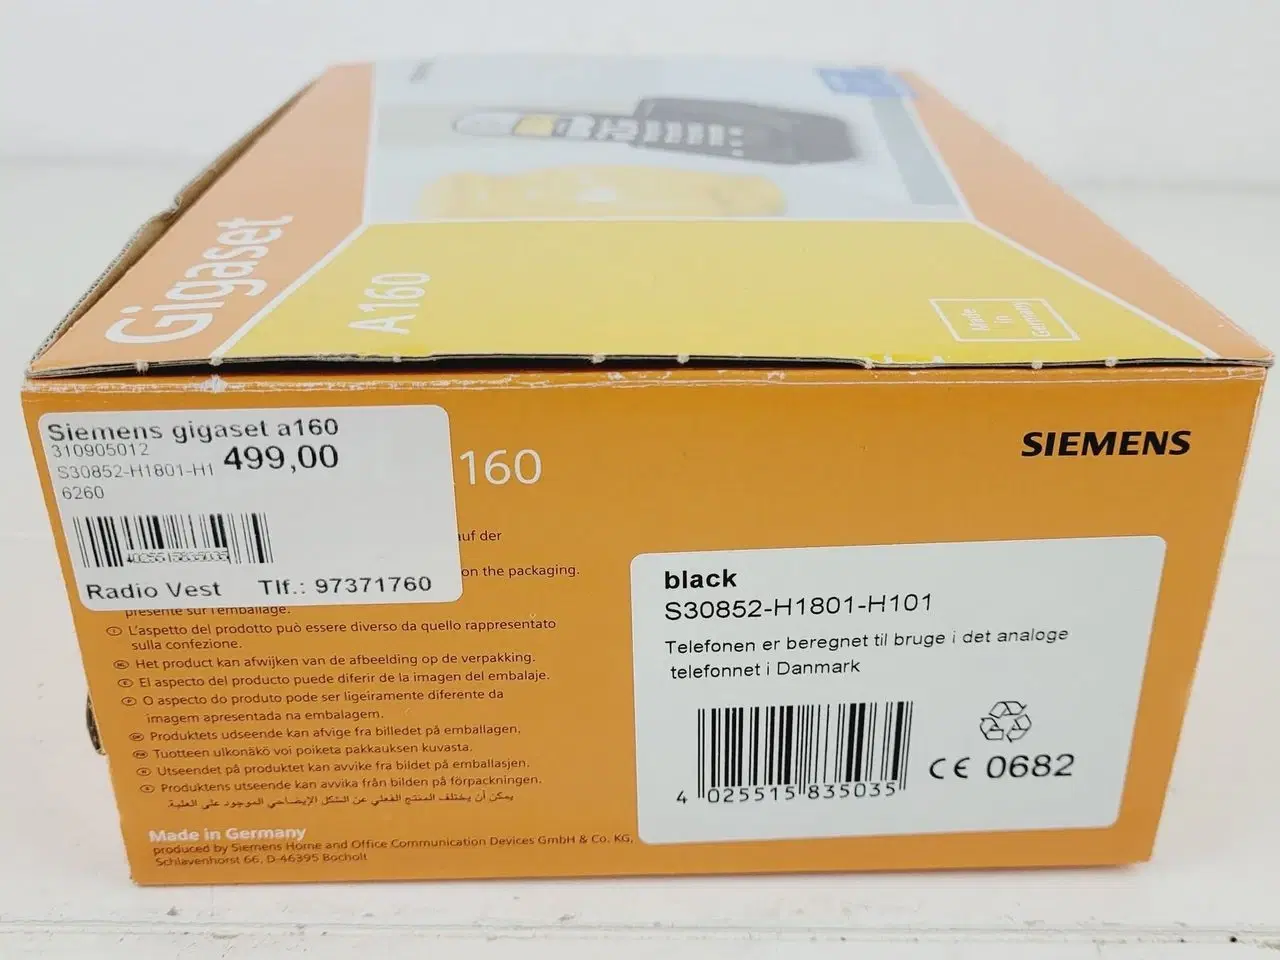 Gigaset
A160
Made
in
Germany
Siemens gigaset a160
310905012
S30852-H1801-H1 499,00
6260
4025515835035
Radio Vest Tlf.: 97371760
160
auf der
on the packaging.
présenté sur l'emballage.
L'aspetto del prodotto può essere diverso da quello rappresentato
sulla confezione.
Het product kan afwijken van de afbeelding op de verpakking.
El aspecto del producto puede diferir de la imagen del embalaje.
O aspecto do produto pode ser ligeiramente diferente da
imagem apresentada na embalagem.
Produktets udseende kan afvige fra billedet på emballagen.
Tuotteen ulkonäkö voi poiketa pakkauksen kuvasta.
Utseendet på produktet kan avvike fra bildet på emballasjen.
Produktens utseende kan avvika från bilden på förpackningen.
يمكن أن يختلف المنتج الفعلي عن الشكل الإيضاحي الموجود على العلبة.
Made in Germany
produced by Siemens Home and Office Communication Devices GmbH & Co. KG,
Schlavenhorst 66, D-46395 Bocholt
SIEMENS
black
S30852-H1801-H101
Telefonen er beregnet til bruge i det analoge
telefonnet i Danmark
4 025515 835035
CE 0682